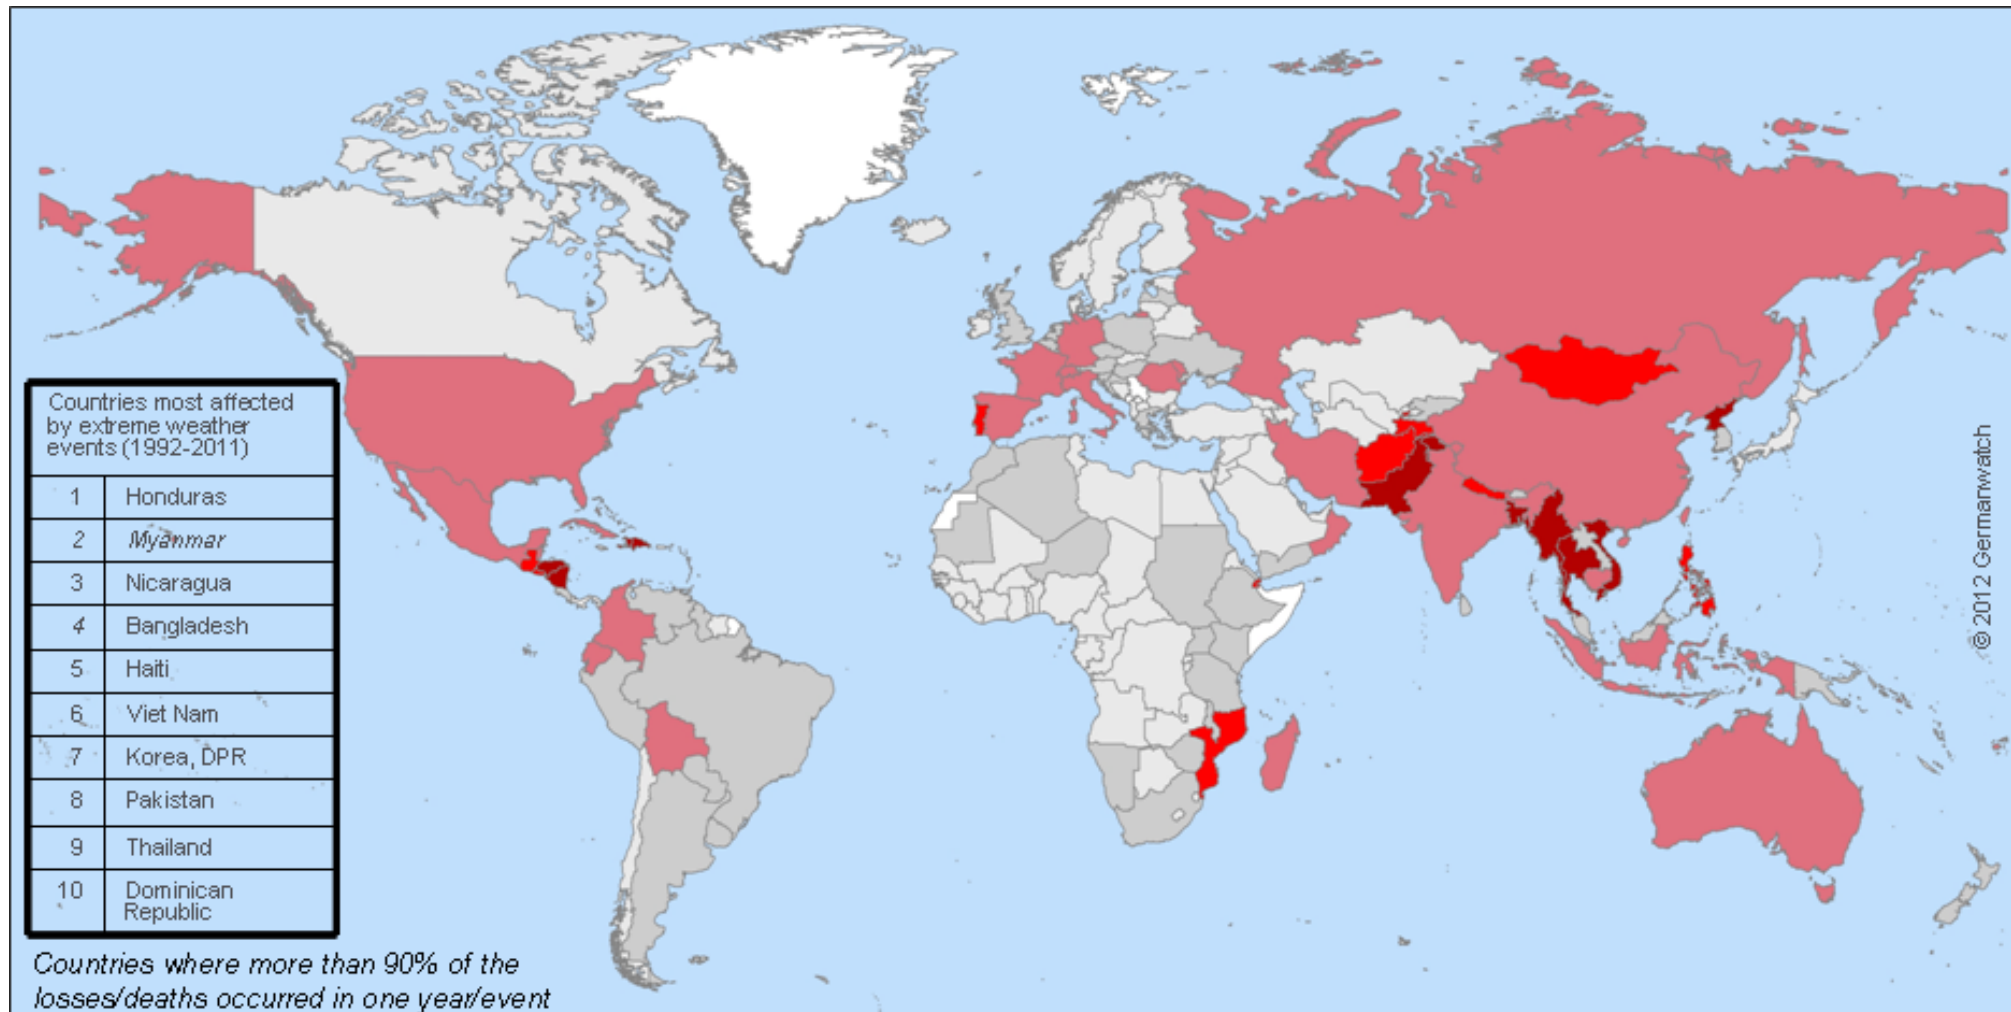 Countries most affected
by extreme weather
events (1992-2011)
1 Honduras
2 Myanmar
3 Nicaragua
4 Bangladesh
5 Haiti
6 Viet Nam
7 Korea, DPR
8 Pakistan
9 Thailand
10 Dominican
Republic
Countries where more than 90% of the
losses/deaths occurred in one year/event
© 2012 Germanwatch